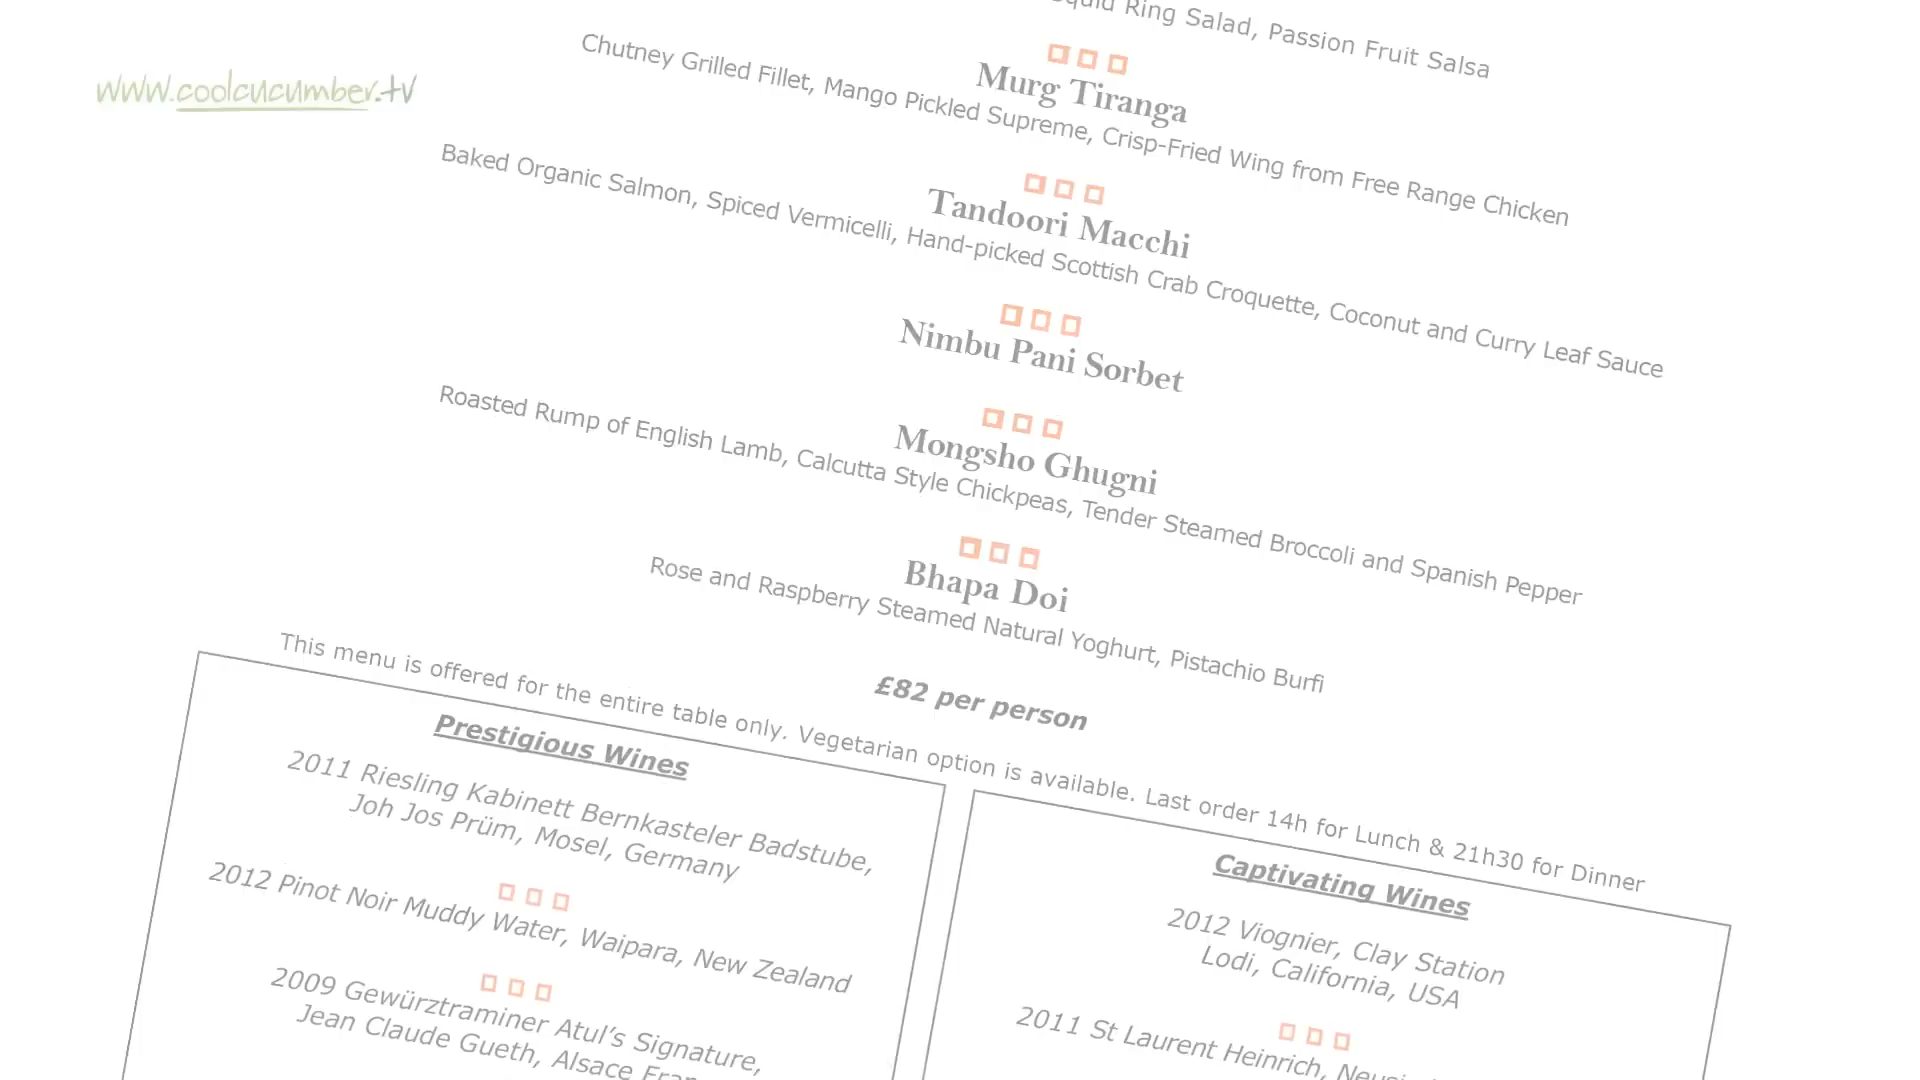 Ring Salad, Passion Fruit Salsa
www.coolcucumber.tv
Murg Tiranga
Chutney Grilled Fillet, Mango Pickled Supreme, Crisp-Fried Wing from Free Range Chicken
Tandoori Macchi
Baked Organic Salmon, Spiced Vermicelli, Hand-picked Scottish Crab Croquette, Coconut and Curry Leaf Sauce
Nimbu Pani Sorbet
Mongsho Ghugni
Roasted Rump of English Lamb, Calcutta Style Chickpeas, Tender Steamed Broccoli and Spanish Pepper
Bhapa Doi
Rose and Raspberry Steamed Natural Yoghurt, Pistachio Burfi
£82 per person
This menu is offered for the entire table only. Vegetarian option is available. Last order 14h for Lunch & 21h30 for Dinner
Prestigious Wines
2011 Riesling Kabinett Bernkasteler Badstube,
Joh Jos Prüm, Mosel, Germany
2012 Pinot Noir Muddy Water, Waipara, New Zealand
2009 Gewürztraminer Atul’s Signature,
Jean Claude Gueth, Alsace
Captivating Wines
2012 Viognier, Clay Station
Lodi, California, USA
2011 St Laurent Heinrich,